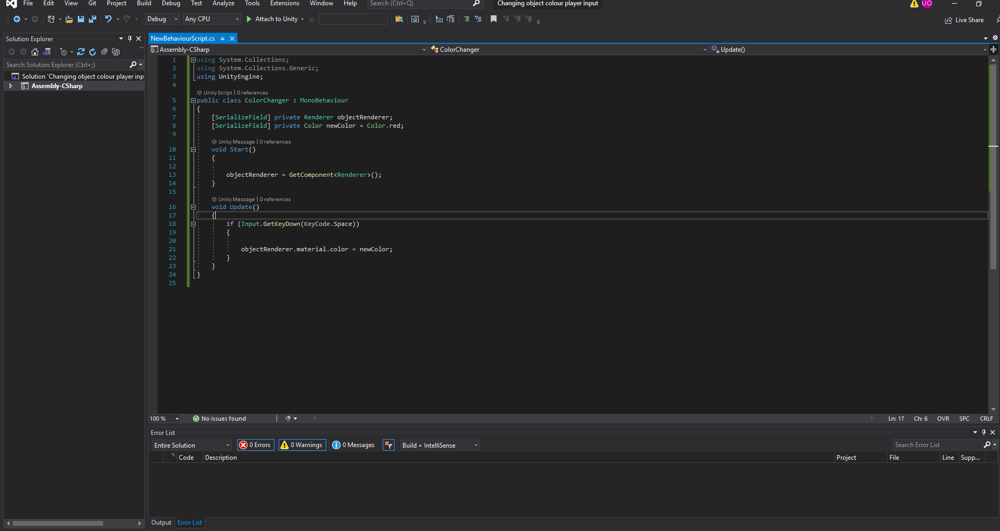 File Edit View Git Project Build Debug Test Analyze Tools Extensions Window Help Search (Ctrl+Q) Changing object colour player input UO
Debug Any CPU Attach to Unity Live Share
Solution Explorer
Search Solution Explorer (Ctrl+;)
Solution 'Changing object colour player inp
Assembly-CSharp
NewBehaviourScript.cs
Assembly-CSharp ColorChanger Update()
1 using System.Collections;
2 using System.Collections.Generic;
3 using UnityEngine;
4
Unity Script | 0 references
5 public class ColorChanger : MonoBehaviour
6 {
7 [SerializeField] private Renderer objectRenderer;
8 [SerializeField] private Color newColor = Color.red;
9
Unity Message | 0 references
10 void Start()
11 {
12
13 objectRenderer = GetComponent<Renderer>();
14 }
15
Unity Message | 0 references
16 void Update()
17 {
18 if (Input.GetKeyDown(KeyCode.Space))
19 {
20
21 objectRenderer.material.color = newColor;
22 }
23 }
24 }
25
100 % No issues found Ln: 17 Ch: 6 OVR SPC CRLF
Error List
Entire Solution 0 Errors 0 Warnings 0 Messages Build + IntelliSense Search Error List
Code Description Project File Line Supp...
Output Error List